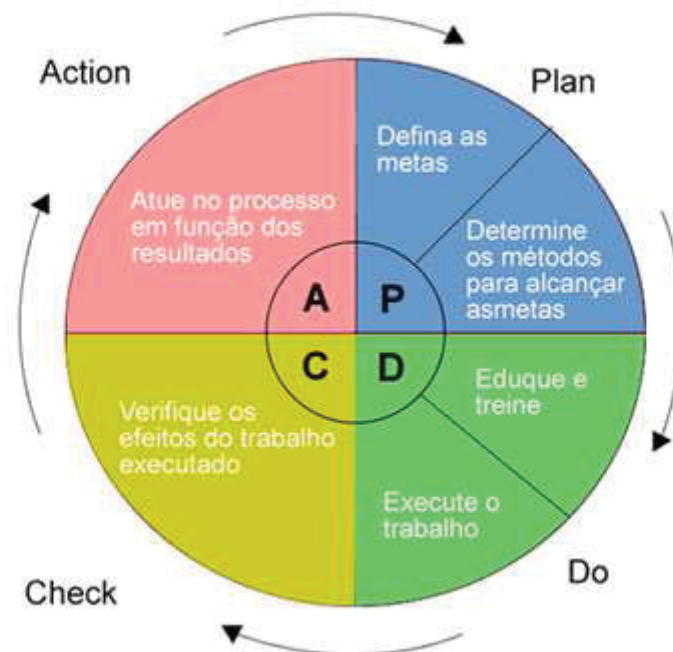 Action
Plan
Defina as
metas
Atue no processo
em função dos
resultados
Determine
os métodos
para alcançar
asmetas
A
P
C
D
Eduque e
treine
Verifique os
efeitos do trabalho
executado
Execute o
trabalho
Check
Do